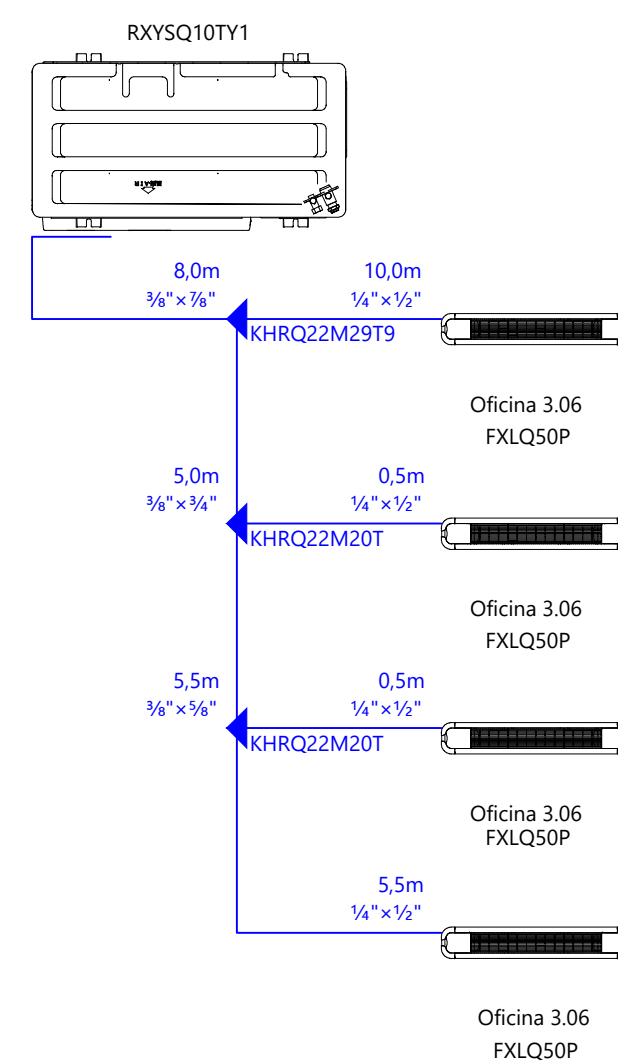 RXYSQ10TY1
8,0m 10,0m
⅜"×⅞" ¼"×½"
KHRQ22M29T9
Oficina 3.06
FXLQ50P
5,0m 0,5m
⅜"×¾" ¼"×½"
KHRQ22M20T
Oficina 3.06
FXLQ50P
5,5m 0,5m
⅜"×⅝" ¼"×½"
KHRQ22M20T
Oficina 3.06
FXLQ50P
5,5m
¼"×½"
Oficina 3.06
FXLQ50P